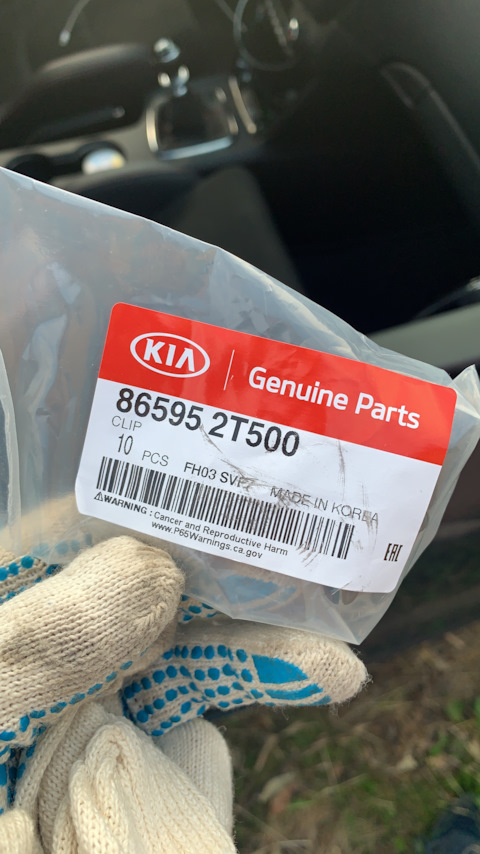 KIA
Genuine Parts
86595 2T500
CLIP
10 PCS FH03 MADE IN KOREA
⚠WARNING : Cancer and Reproductive Harm
www.P65Warnings.ca.gov
EAC